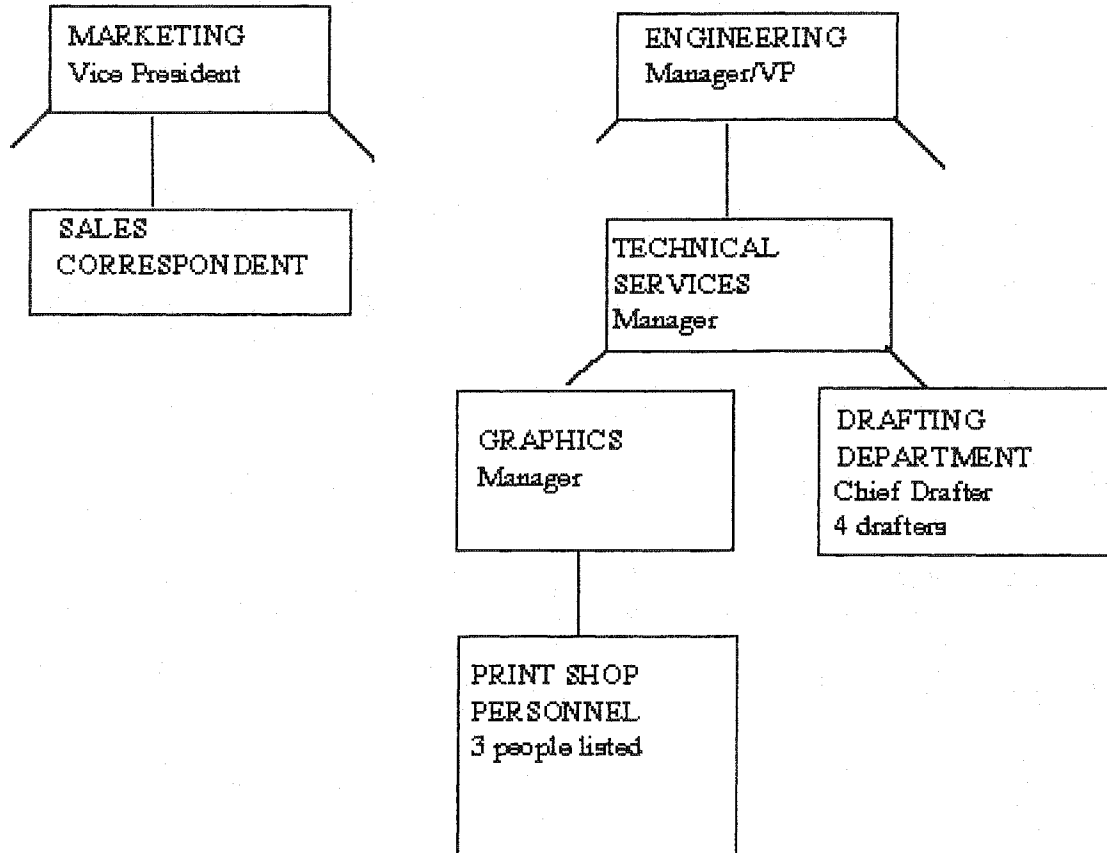 MARKETING
Vice President
ENGINEERING
Manager/VP
SALES
CORRESPONDENT
TECHNICAL
SERVICES
Manager
GRAPHICS
Manager
DRAFTING
DEPARTMENT
Chief Drafter
4 drafters
PRINT SHOP
PERSONNEL
3 people listed